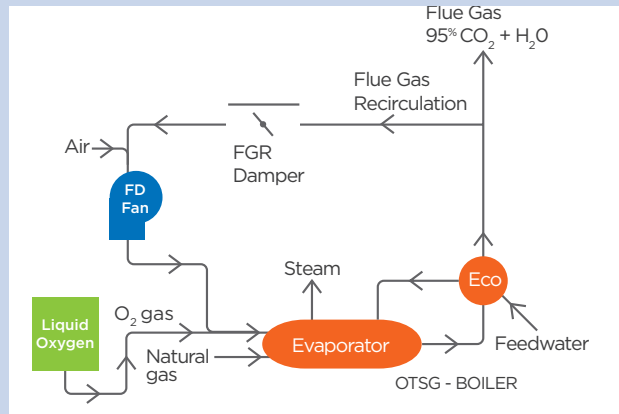 Flue Gas
95% CO₂ + H₂0
Flue Gas
Recirculation
Air
FGR
Damper
FD
Fan
Steam
Eco
Liquid
Oxygen
O₂ gas
Natural
gas
Evaporator
Feedwater
OTSG - BOILER